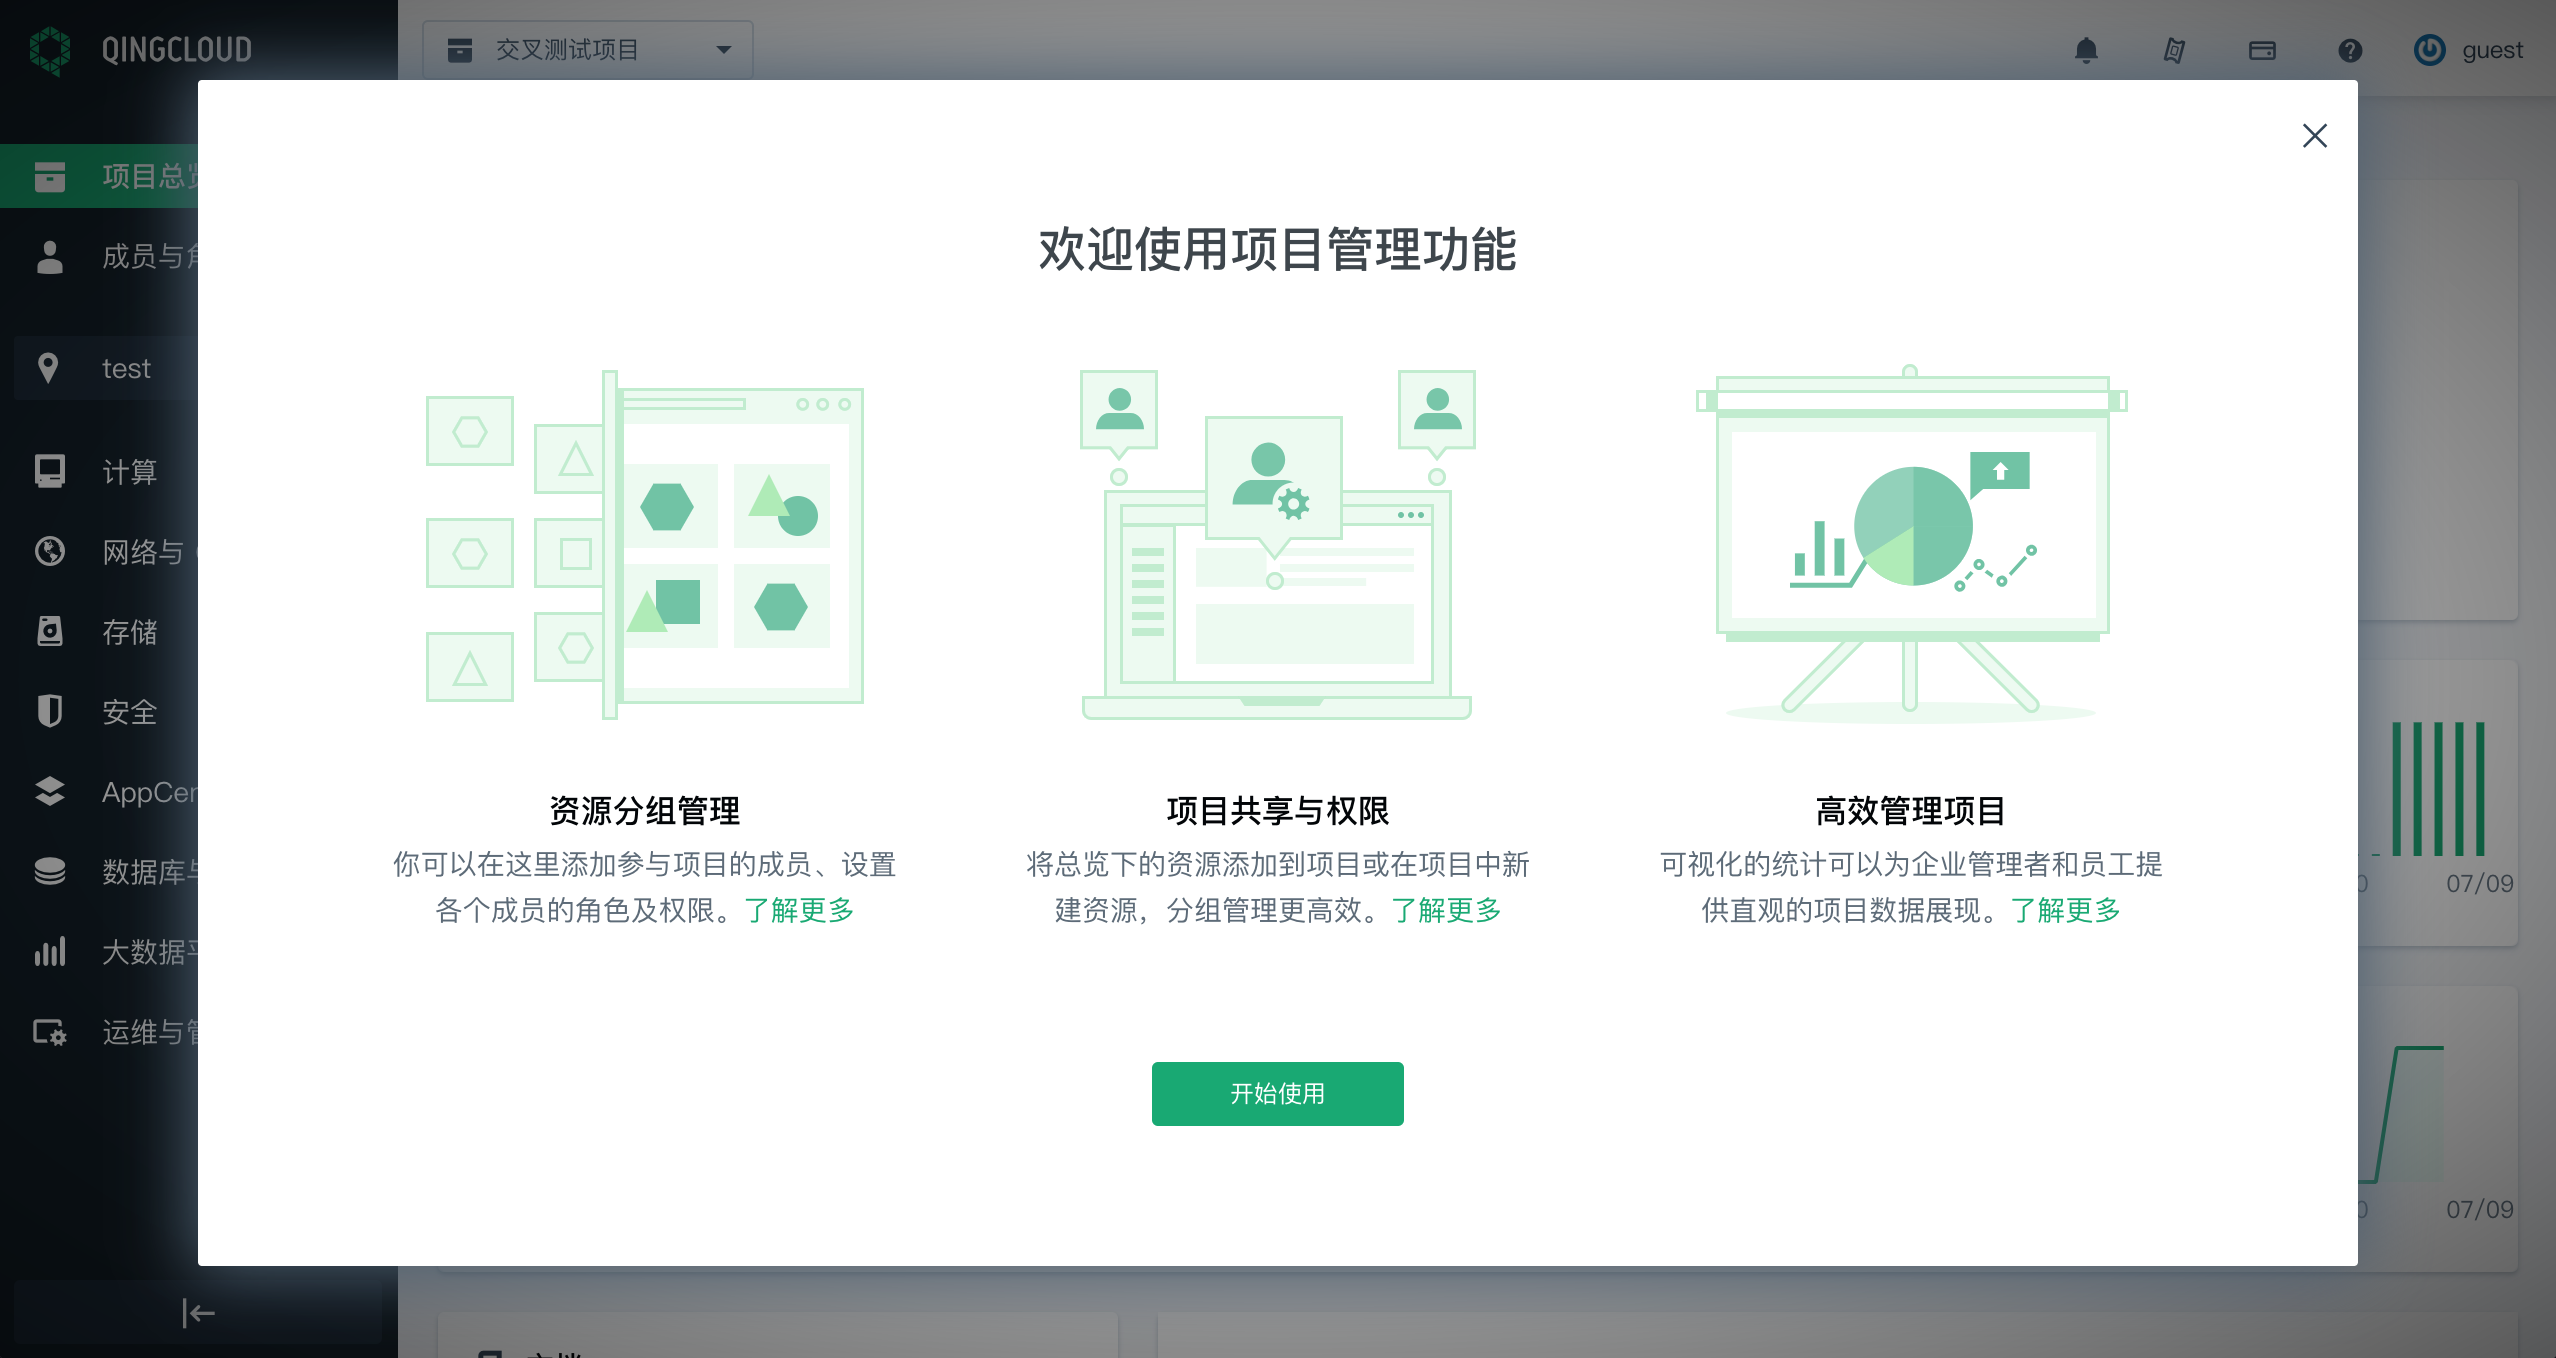 QINGCLOUD
交叉测试项目
guest
项目总览
成员与角
test
计算
网络与
存储
安全
AppCen
数据库与
大数据平
运维与管
欢迎使用项目管理功能
资源分组管理
你可以在这里添加参与项目的成员、设置
各个成员的角色及权限。了解更多
项目共享与权限
将总览下的资源添加到项目或在项目中新
建资源，分组管理更高效。了解更多
高效管理项目
可视化的统计可以为企业管理者和员工提
供直观的项目数据展现。了解更多
开始使用
07/09
07/09